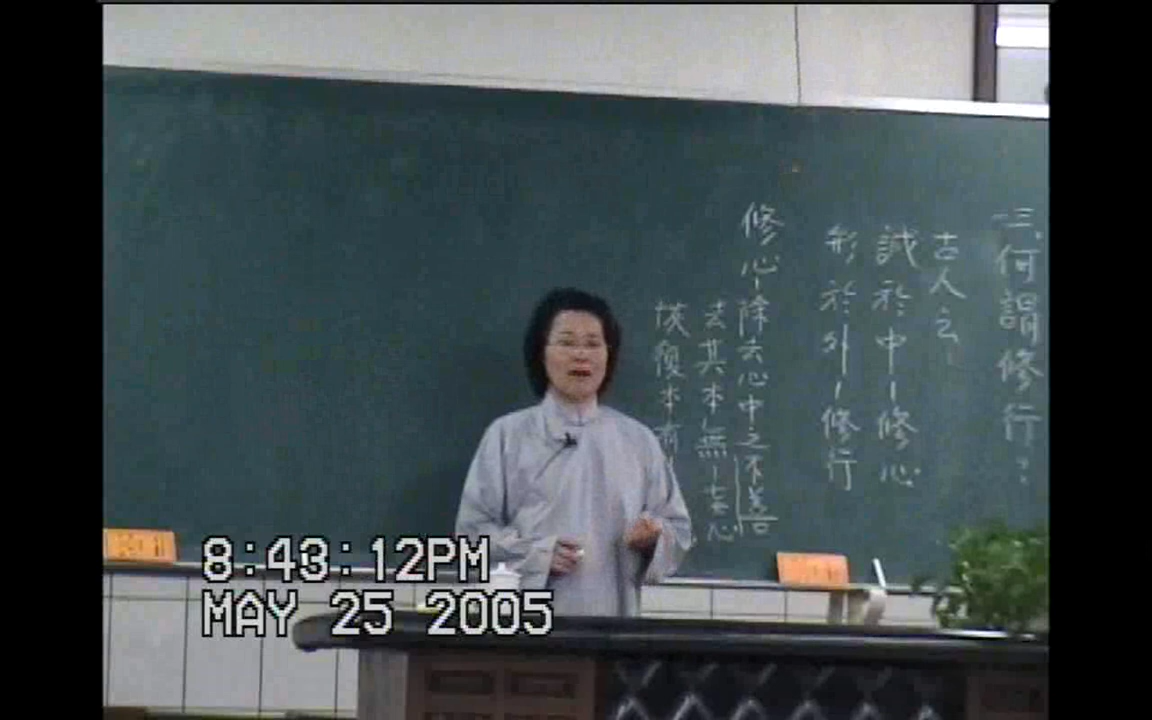 三、何謂修行：
古人云
誠於中－修心
形於外－修行
修心－除去心中之不善
去其本無－妄心
恢復本有
8:43:12PM
MAY 25 2005